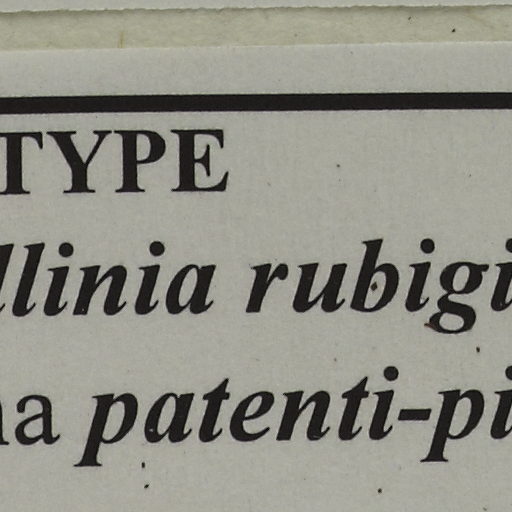 TYPE
llinia rubigi
na patenti-pi